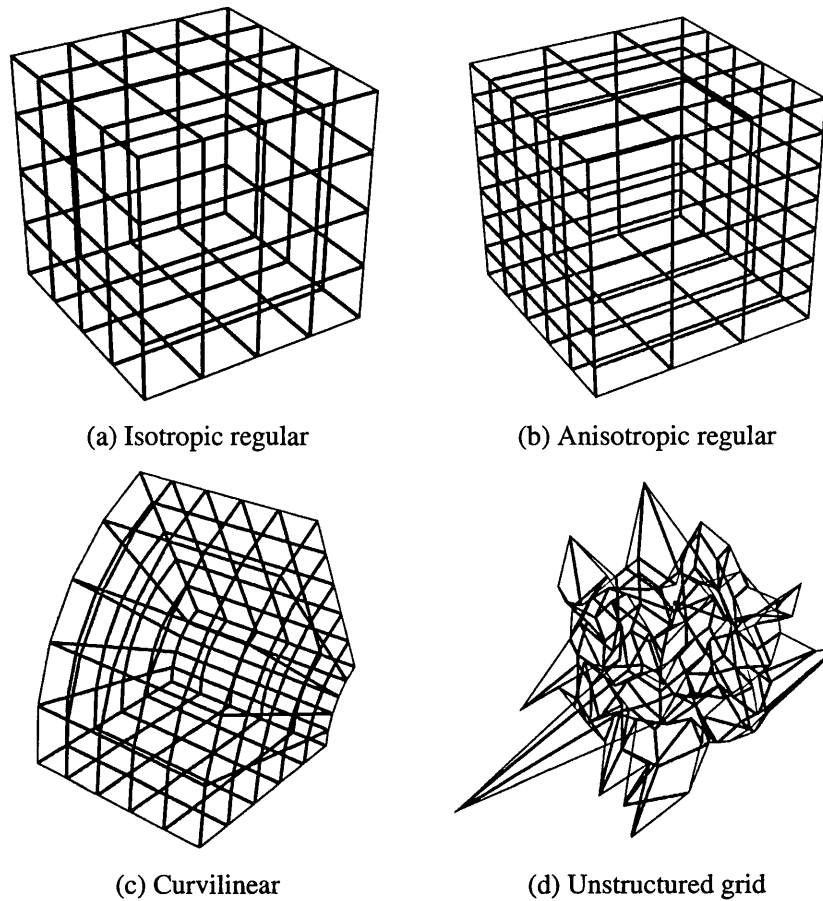 (a) Isotropic regular
(b) Anisotropic regular
(c) Curvilinear
(d) Unstructured grid